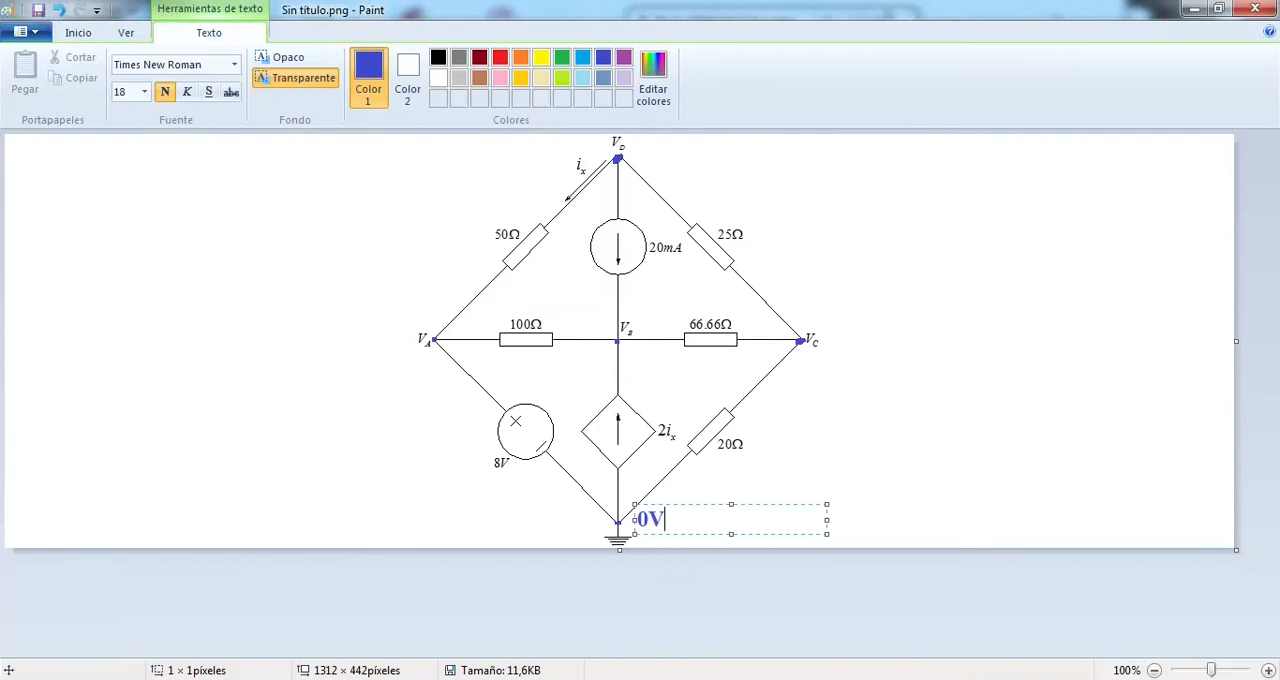 Herramientas de texto
Sin título.png - Paint
Inicio
Ver
Texto
Pegar
Cortar
Copiar
Portapapeles
Times New Roman
18
N
K
S
abc
Fuente
A Opaco
A Transparente
Fondo
Color 1
Color 2
Editar colores
Colores
V_D
i_x
50Ω
20mA
25Ω
V_A
100Ω
V_B
66.66Ω
V_C
8V
2i_x
20Ω
0V
1 × 1píxeles
1312 × 442píxeles
Tamaño: 11,6KB
100%